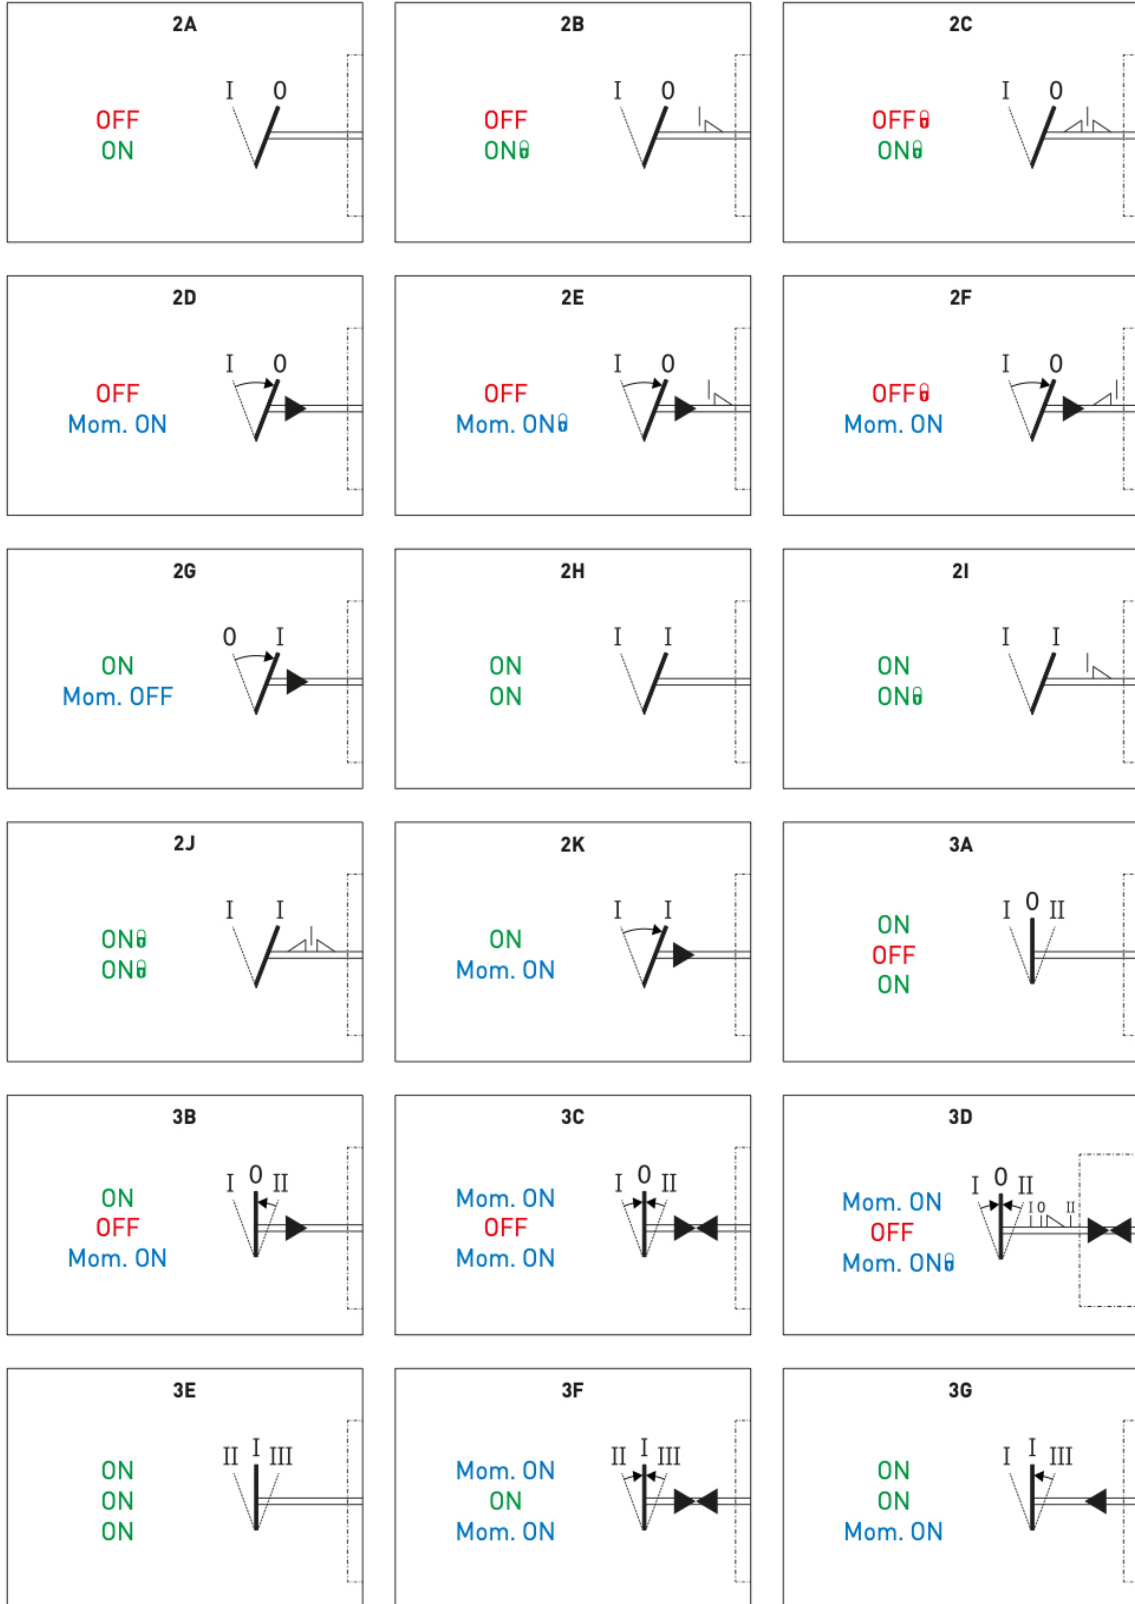 2A
I 0
OFF
ON
2B
I 0
OFF
ON
2C
I 0
OFF
ON
2D
I 0
OFF
Mom. ON
2E
I 0
OFF
Mom. ON
2F
I 0
OFF
Mom. ON
2G
0 I
ON
Mom. OFF
2H
I I
ON
ON
2I
I I
ON
ON
2J
I I
ON
ON
2K
I I
ON
Mom. ON
3A
I 0 II
ON
OFF
ON
3B
I 0 II
ON
OFF
Mom. ON
3C
I 0 II
Mom. ON
OFF
Mom. ON
3D
I 0 II
I 0 II
Mom. ON
OFF
Mom. ON
3E
II I III
ON
ON
ON
3F
II I III
Mom. ON
ON
Mom. ON
3G
I I III
ON
ON
Mom. ON